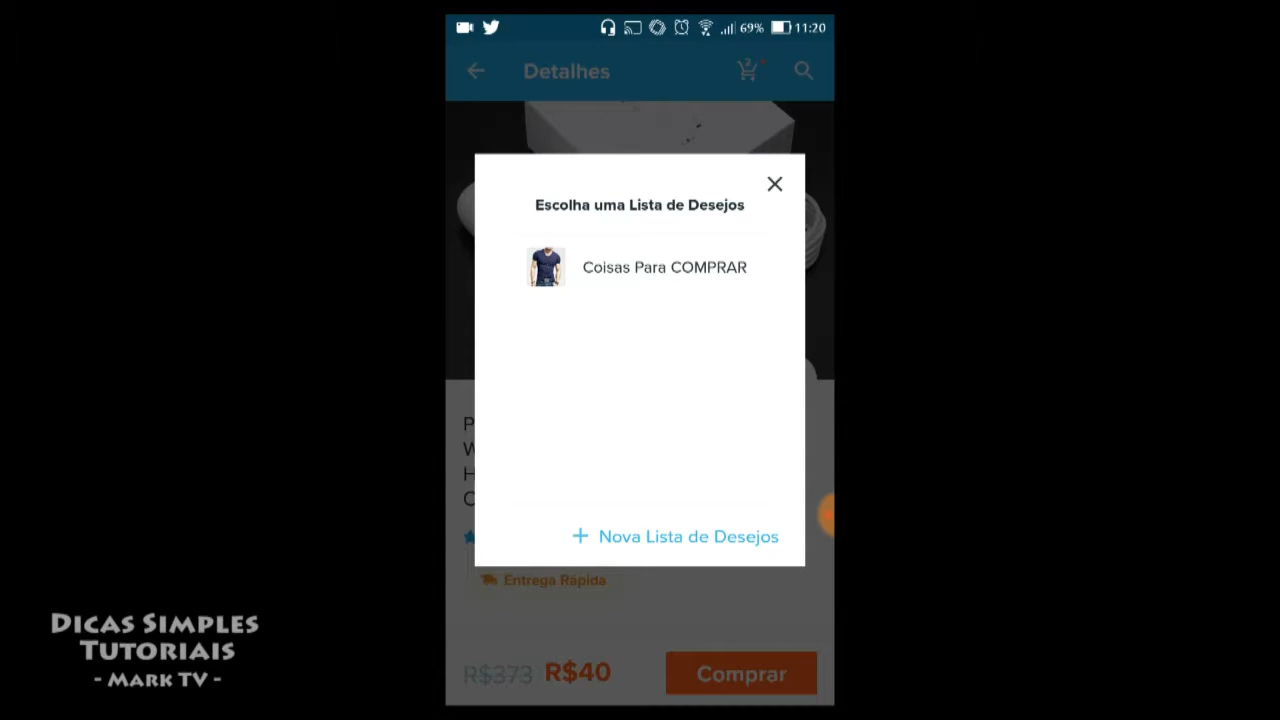 69% 11:20
Detalhes
2
Escolha uma Lista de Desejos
Coisas Para COMPRAR
P
W
H
C
+ Nova Lista de Desejos
Entrega Rápida
R$373 R$40 Comprar
DICAS SIMPLES
TUTORIAIS
- MARK TV -